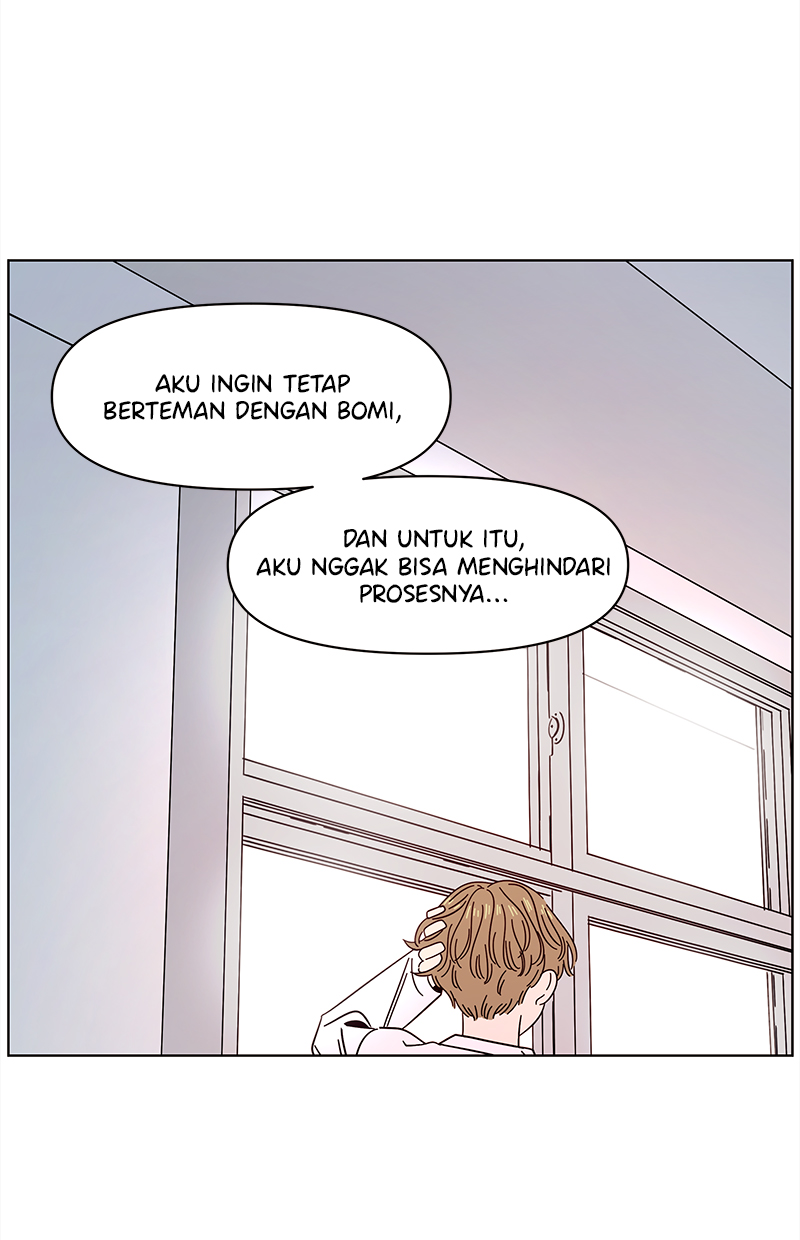 AKU INGIN TETAP
BERTEMAN DENGAN BOMI,
DAN UNTUK ITU,
AKU NGGAK BISA MENGHINDARI
PROSESNYA...